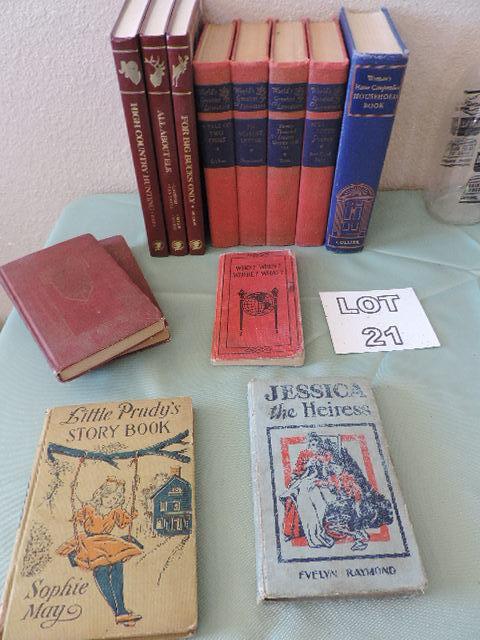 HIGH COUNTRY HUNTING
ALL ABOUT ELK
FOR BIG BUCKS ONLY
World's
Greatest
Literature
A TALE OF TWO
CITIES
World's
Greatest
Literature
SCARLET
LETTER
World's
Greatest
Literature
World's
Greatest
Literature
Woman's
Home Companion
HOUSEHOLD
BOOK
COLLIER
WHO? WHEN?
WHERE? WHAT?
LOT
21
Little Prudy's
STORY BOOK
Sophie
May
JESSICA
the Heiress
EVELYN RAYMOND